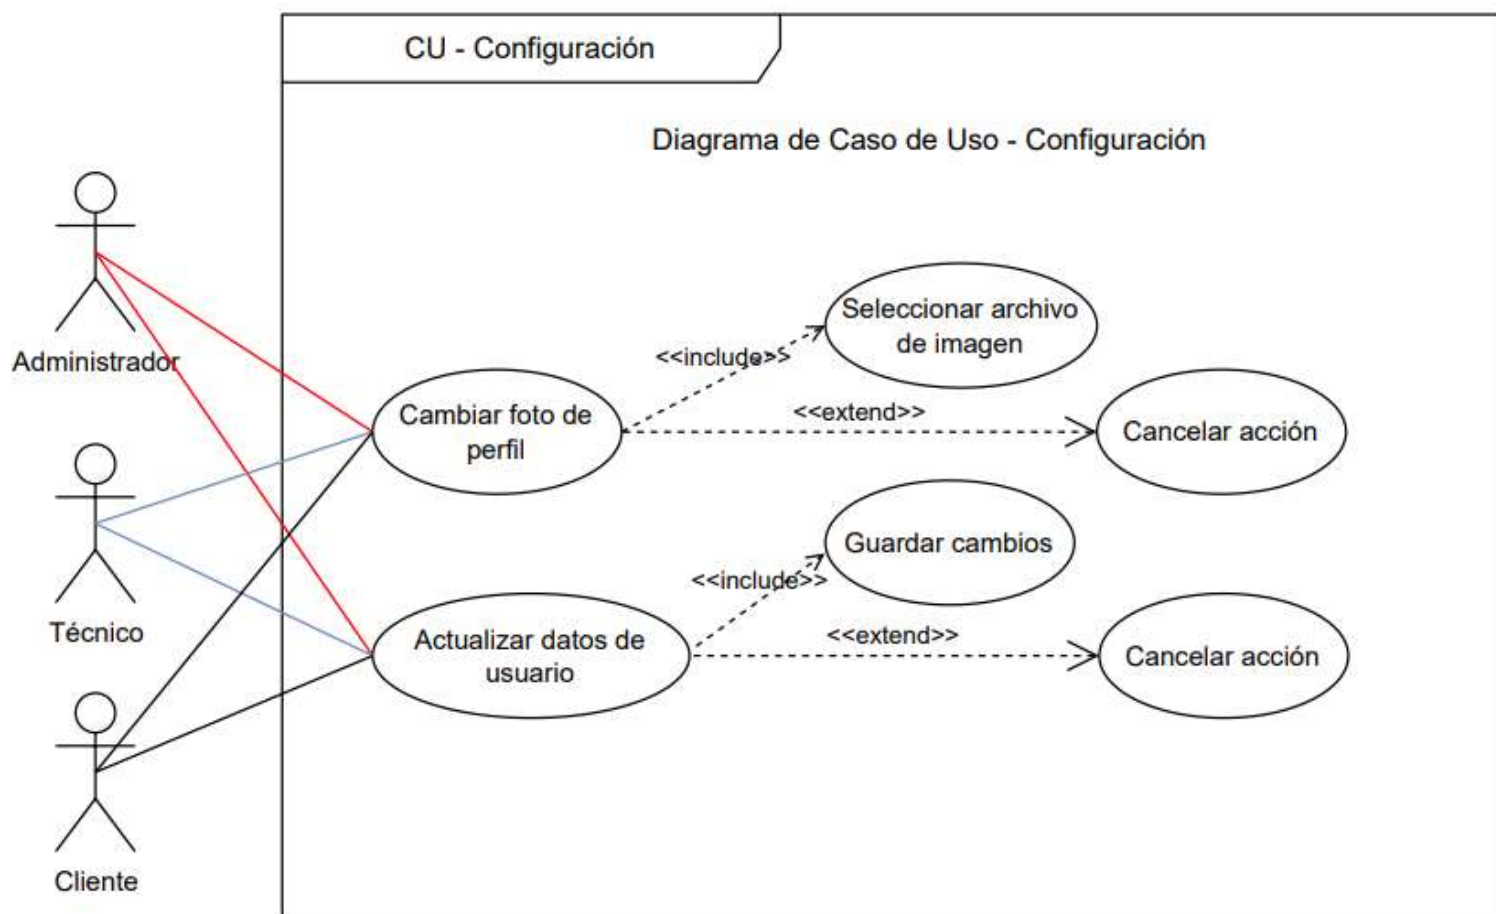 CU - Configuración
Diagrama de Caso de Uso - Configuración
Administrador
Seleccionar archivo
de imagen
<<include>>
Cambiar foto de
perfil
<<extend>>
Cancelar acción
Técnico
Guardar cambios
<<include>>
Actualizar datos de
usuario
<<extend>>
Cancelar acción
Cliente